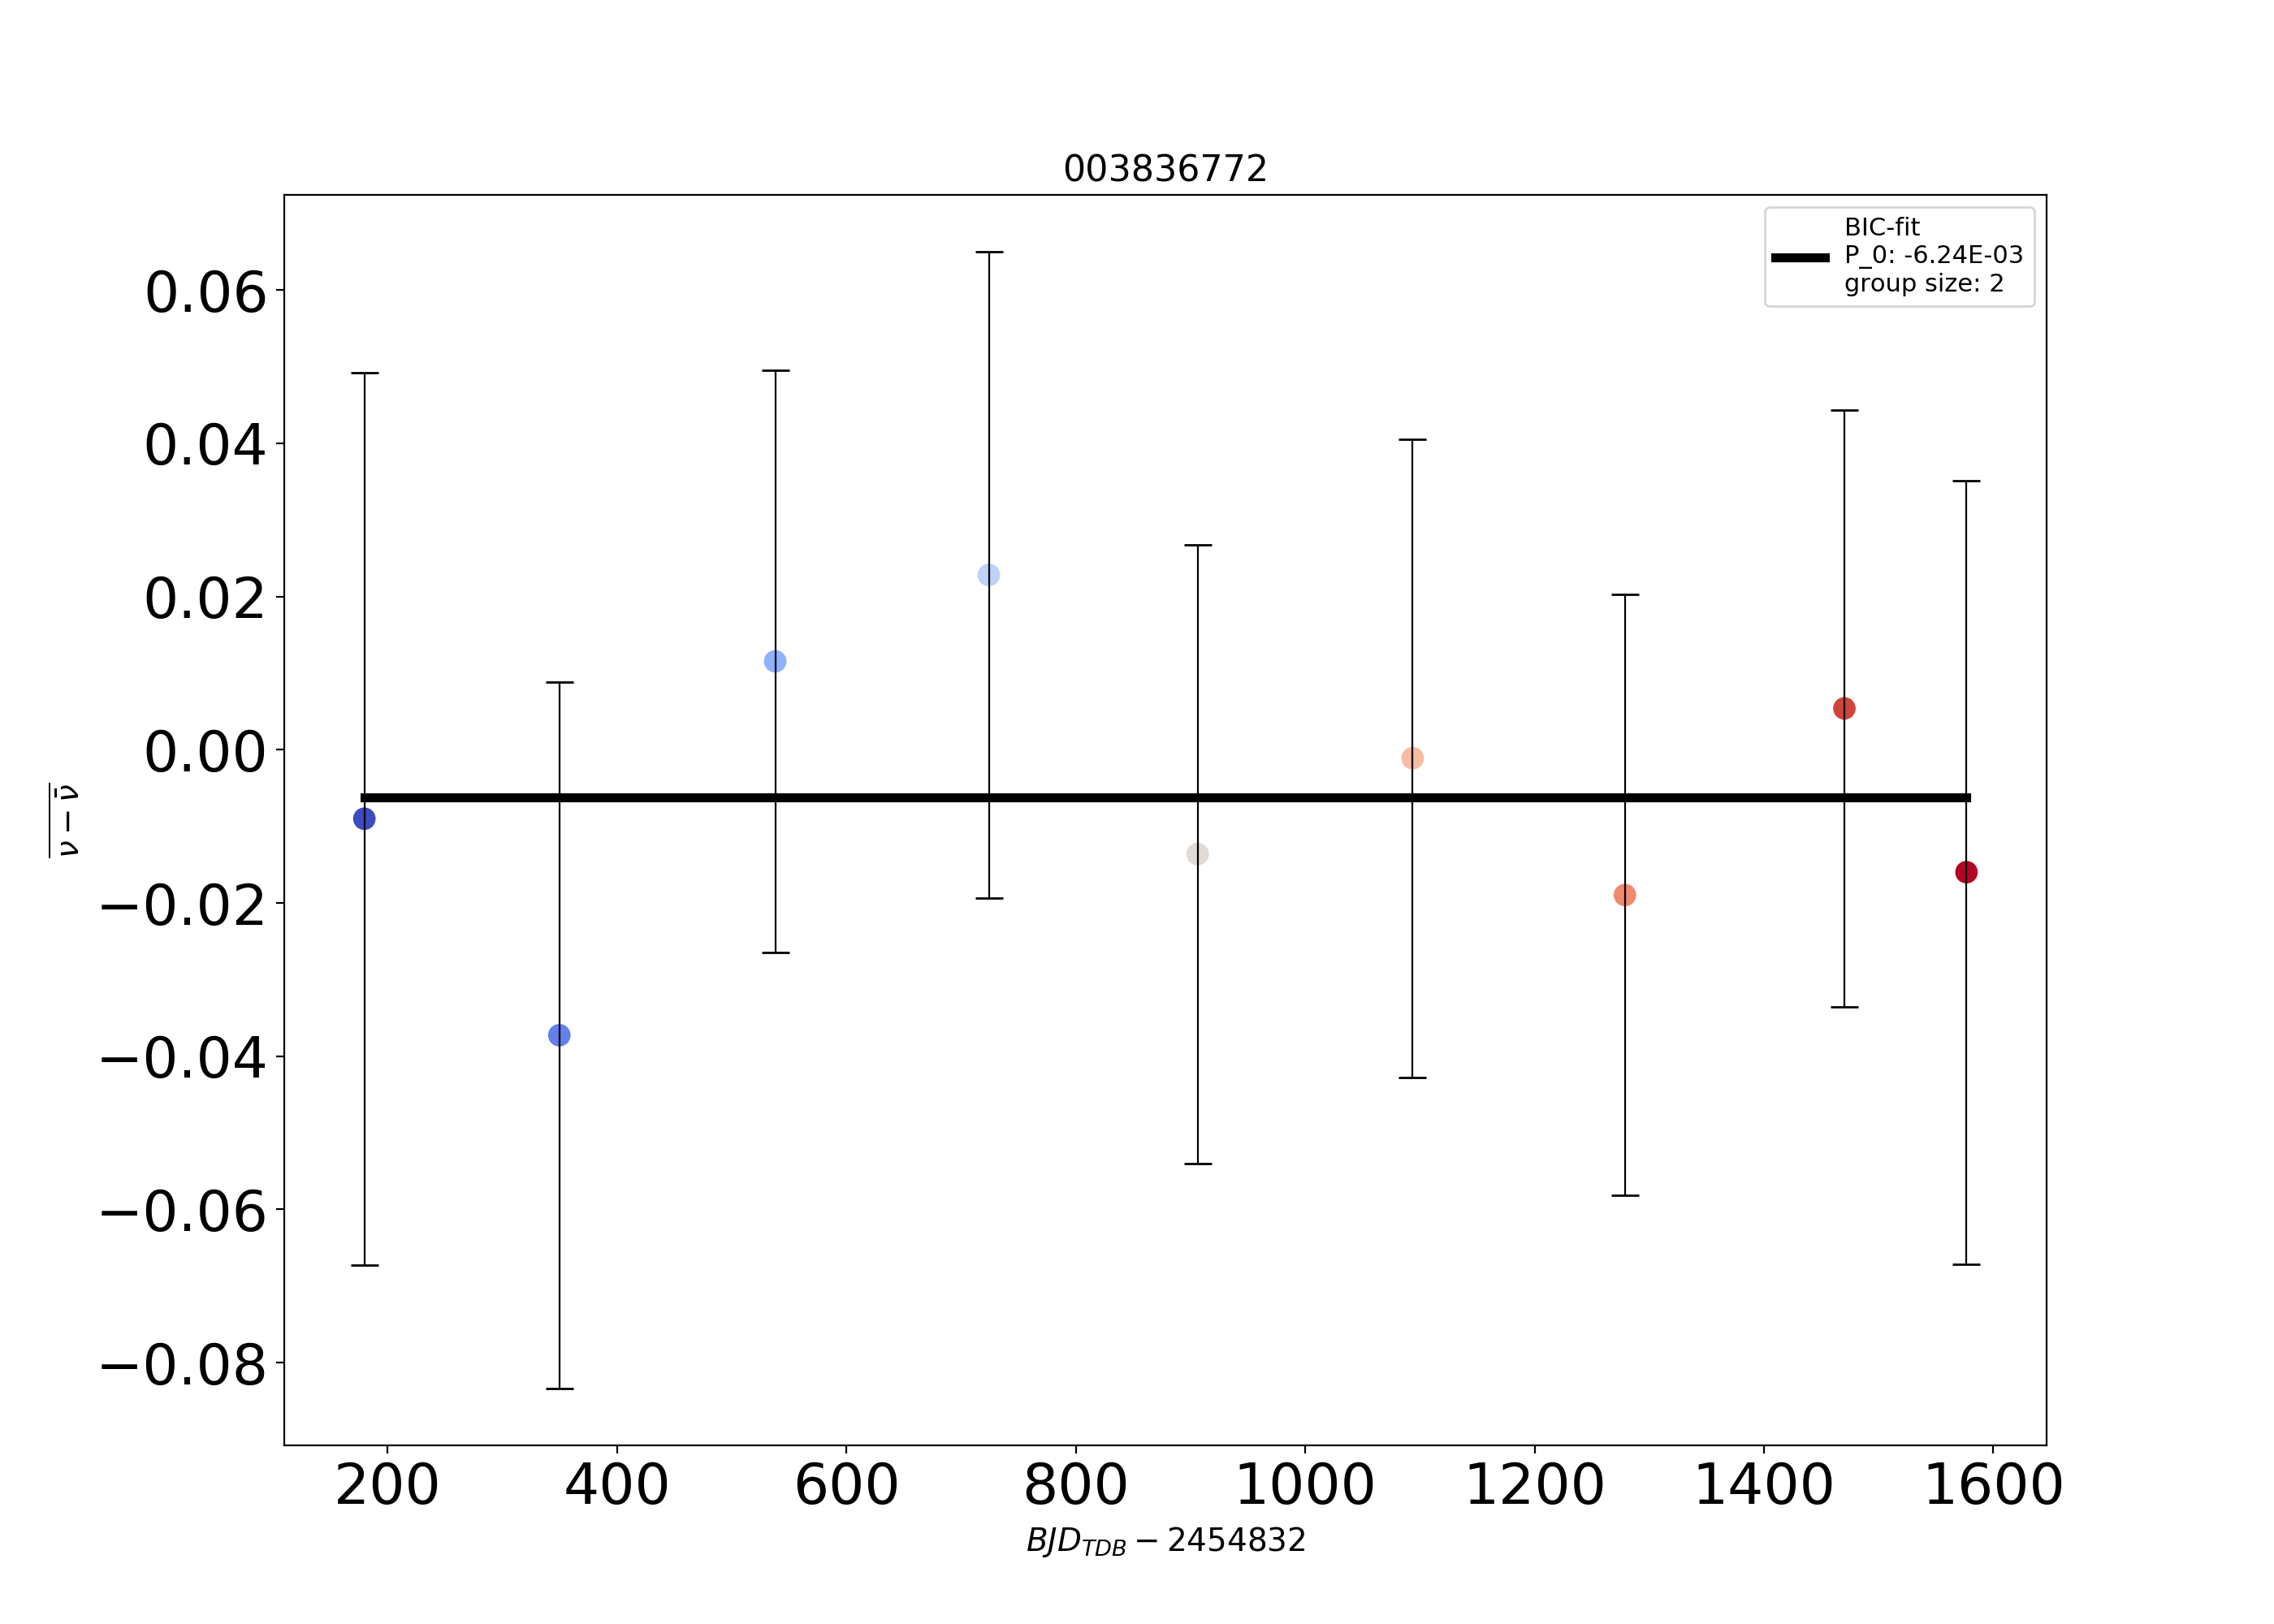 003836772
BIC-fit
P_0: -6.24E-03
group size: 2
0.06
0.04
0.02
0.00
−0.02
−0.04
−0.06
−0.08
ν − ν̄
200 400 600 800 1000 1200 1400 1600
BJD_TDB − 2454832